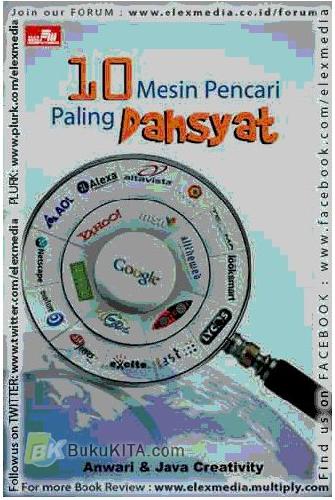 Join our FORUM : www.elexmedia.co.id/forum
PLURK: www.plurk.com/elexmedia
Follow us on TWITTER: www.twitter.com/elexmedia
10 Mesin Pencari
Paling Dahsyat
AOL
Alexa
altavista
looksmart
LYCOS
fast
excite
Netscape
YAHOO!
msn
alltheweb
Google
BukuKITA.com
BK
Anwari & Java Creativity
Find us on FACEBOOK : www.facebook.com/elexmedia
For more Book Review : www.elexmedia.multiply.com